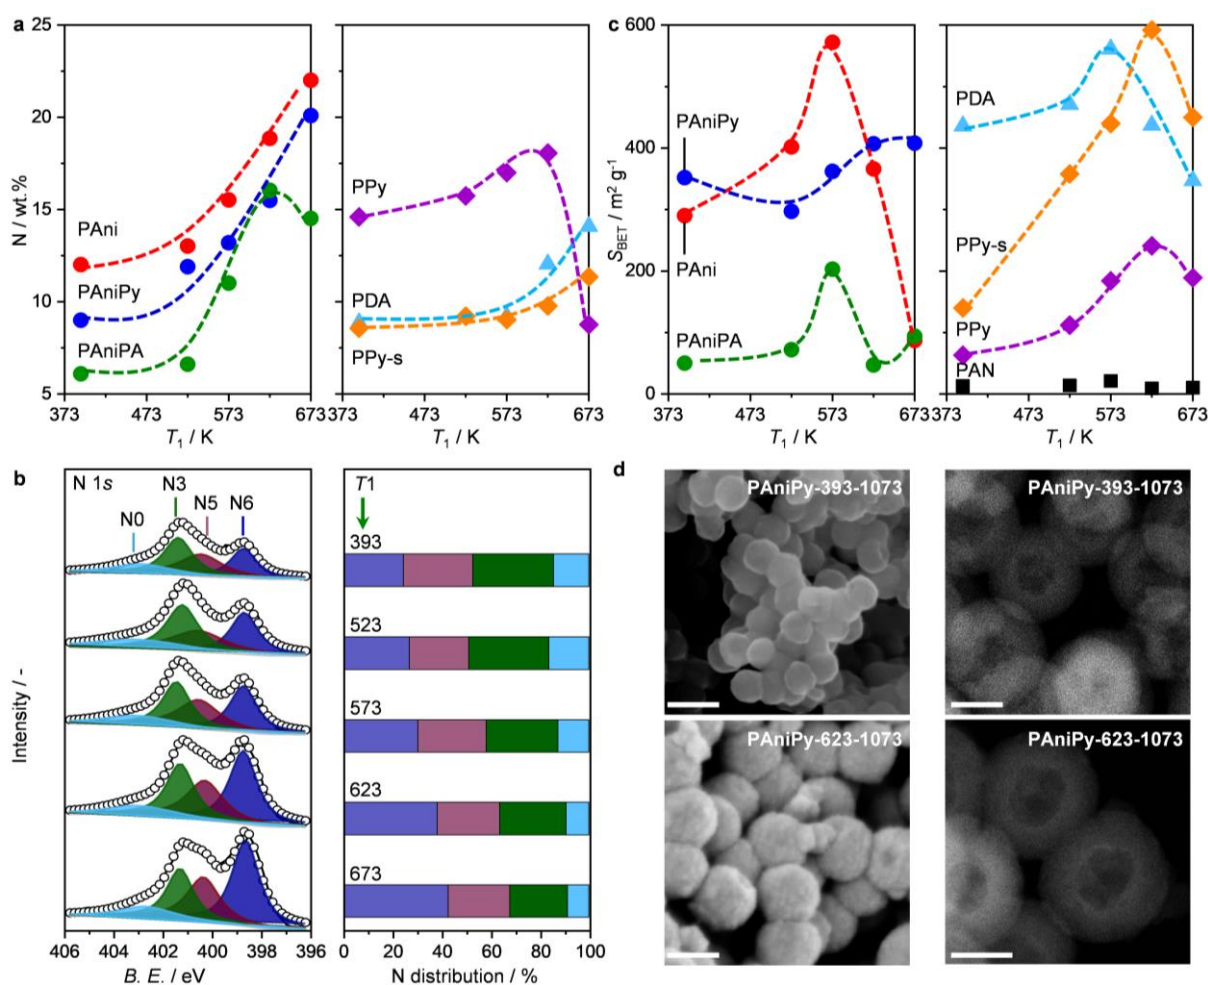 a
25
20
15
10
5
N / wt.%
PAni
PAniPy
PAniPA
373 473 573 673
T1 / K
PPy
PDA
PPy-s
373 473 573 673
T1 / K
c
600
400
200
0
SBET / m² g⁻¹
PAniPy
PAni
PAniPA
373 473 573 673
T1 / K
PDA
PPy-s
PPy
PAN
373 473 573 673
T1 / K
b
N 1s
N3
N5
N6
N0
Intensity / -
406 404 402 400 398 396
B. E. / eV
T1
393
523
573
623
673
0 20 40 60 80 100
N distribution / %
d
PAniPy-393-1073
PAniPy-393-1073
PAniPy-623-1073
PAniPy-623-1073